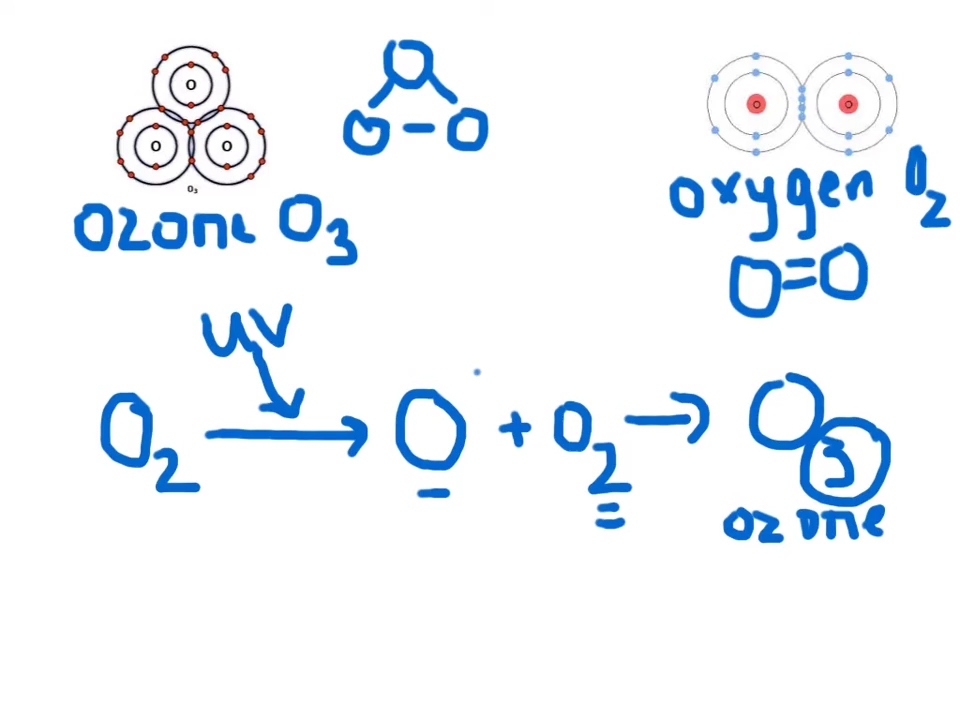 O
O O
O₃
O
O - O
Ozone O3
O O
Oxygen O2
O=O
UV
O2 → O + O2 → O3
Ozone